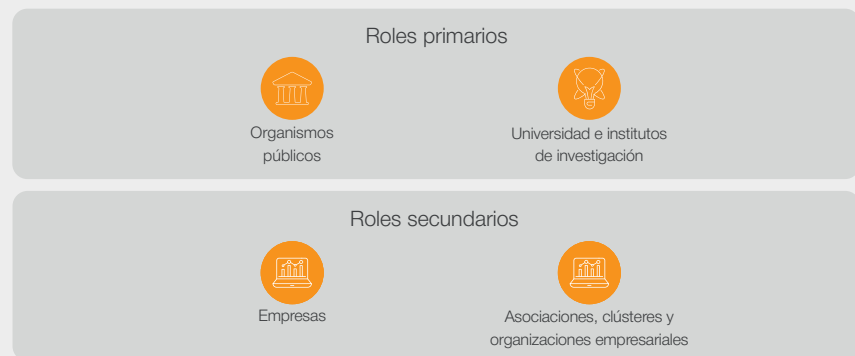 Roles primarios
Organismos
públicos
Universidad e institutos
de investigación
Roles secundarios
Empresas
Asociaciones, clústeres y
organizaciones empresariales